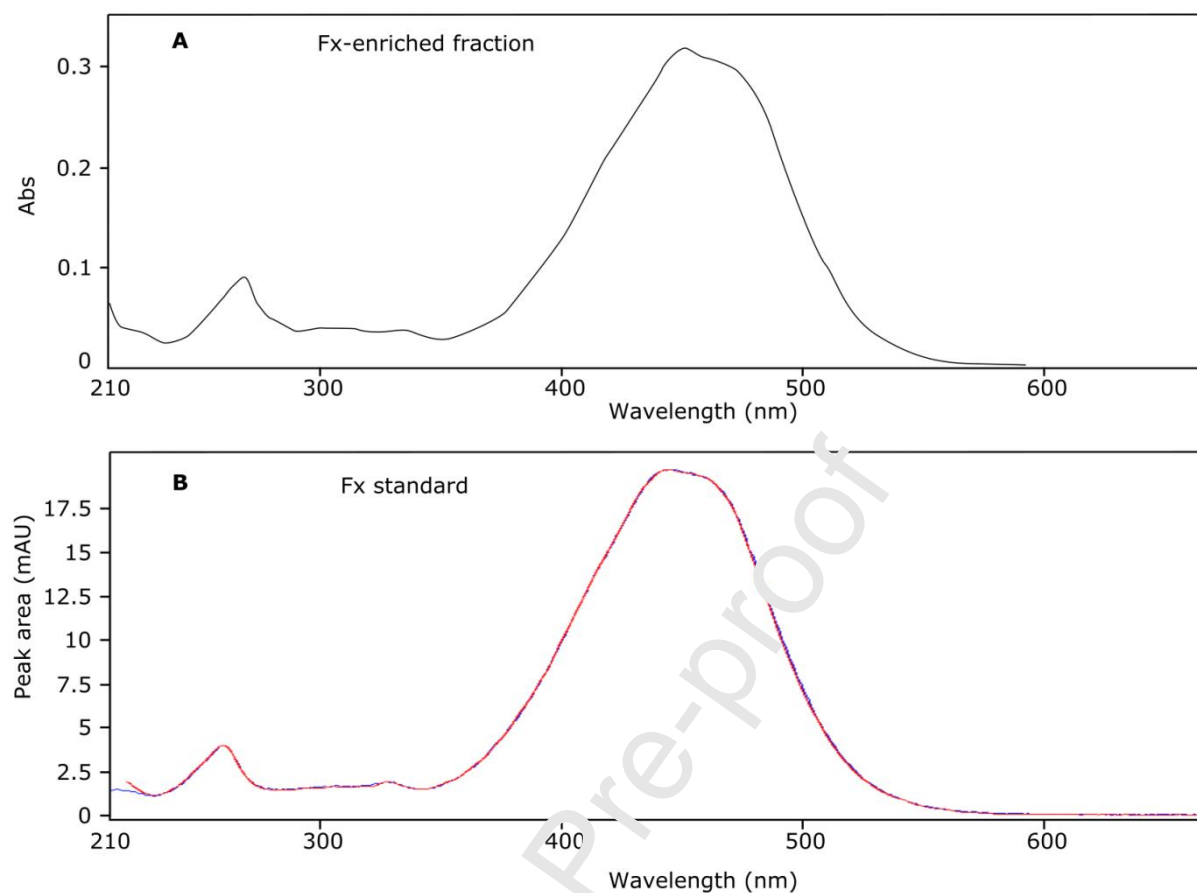 A
Fx-enriched fraction
Abs
0.3
0.2
0.1
0
210 300 400 500 600
Wavelength (nm)
B
Fx standard
Peak area (mAU)
17.5
15
12.5
10
7.5
5
2.5
0
210 300 400 500 600
Wavelength (nm)
Pre-proof